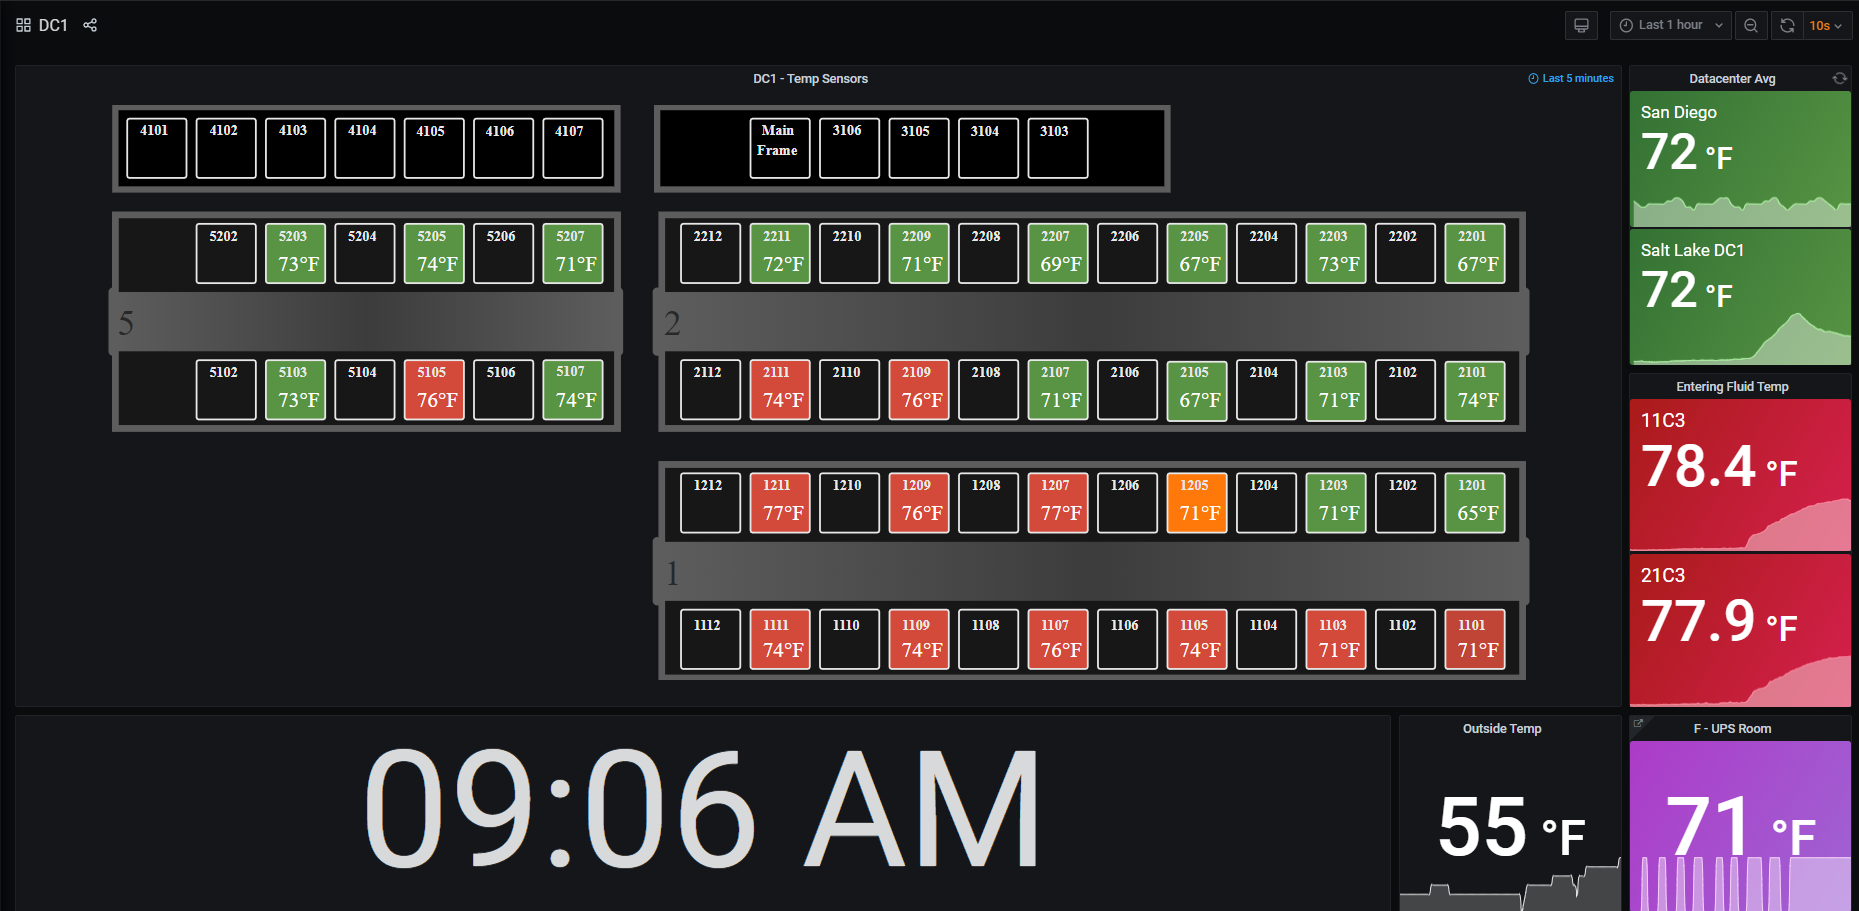 DC1
Last 1 hour
10s
DC1 - Temp Sensors
Last 5 minutes
4101 4102 4103 4104 4105 4106 4107
Main Frame 3106 3105 3104 3103
5202 5203 5204 5205 5206 5207
73°F 74°F 71°F
5
5102 5103 5104 5105 5106 5107
73°F 76°F 74°F
2212 2211 2210 2209 2208 2207 2206 2205 2204 2203 2202 2201
72°F 71°F 69°F 67°F 73°F 67°F
2
2112 2111 2110 2109 2108 2107 2106 2105 2104 2103 2102 2101
74°F 76°F 71°F 67°F 71°F 74°F
1212 1211 1210 1209 1208 1207 1206 1205 1204 1203 1202 1201
77°F 76°F 77°F 71°F 71°F 65°F
1
1112 1111 1110 1109 1108 1107 1106 1105 1104 1103 1102 1101
74°F 74°F 76°F 74°F 71°F 71°F
Datacenter Avg
San Diego
72 °F
Salt Lake DC1
72 °F
Entering Fluid Temp
11C3
78.4 °F
21C3
77.9 °F
09:06 AM
Outside Temp
55 °F
F - UPS Room
71 °F